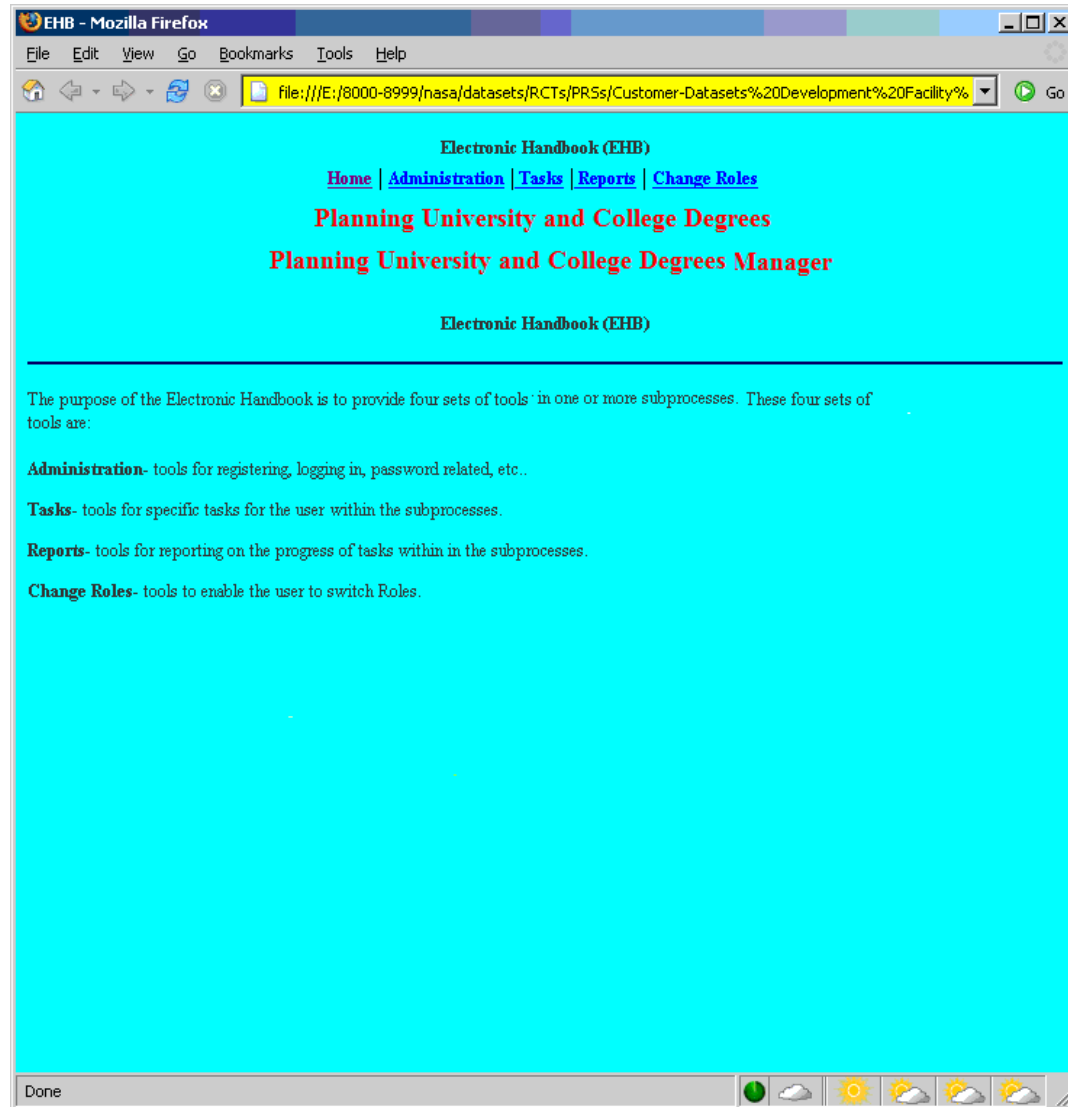 EHB - Mozilla Firefox
File Edit View Go Bookmarks Tools Help
file:///E:/8000-8999/nasa/datasets/RCTs/PRSs/Customer-Datasets%20Development%20Facility% Go
Electronic Handbook (EHB)
Home | Administration | Tasks | Reports | Change Roles
Planning University and College Degrees
Planning University and College Degrees Manager
Electronic Handbook (EHB)
The purpose of the Electronic Handbook is to provide four sets of tools in one or more subprocesses. These four sets of
tools are:
Administration- tools for registering, logging in, password related, etc..
Tasks- tools for specific tasks for the user within the subprocesses.
Reports- tools for reporting on the progress of tasks within in the subprocesses.
Change Roles- tools to enable the user to switch Roles.
Done